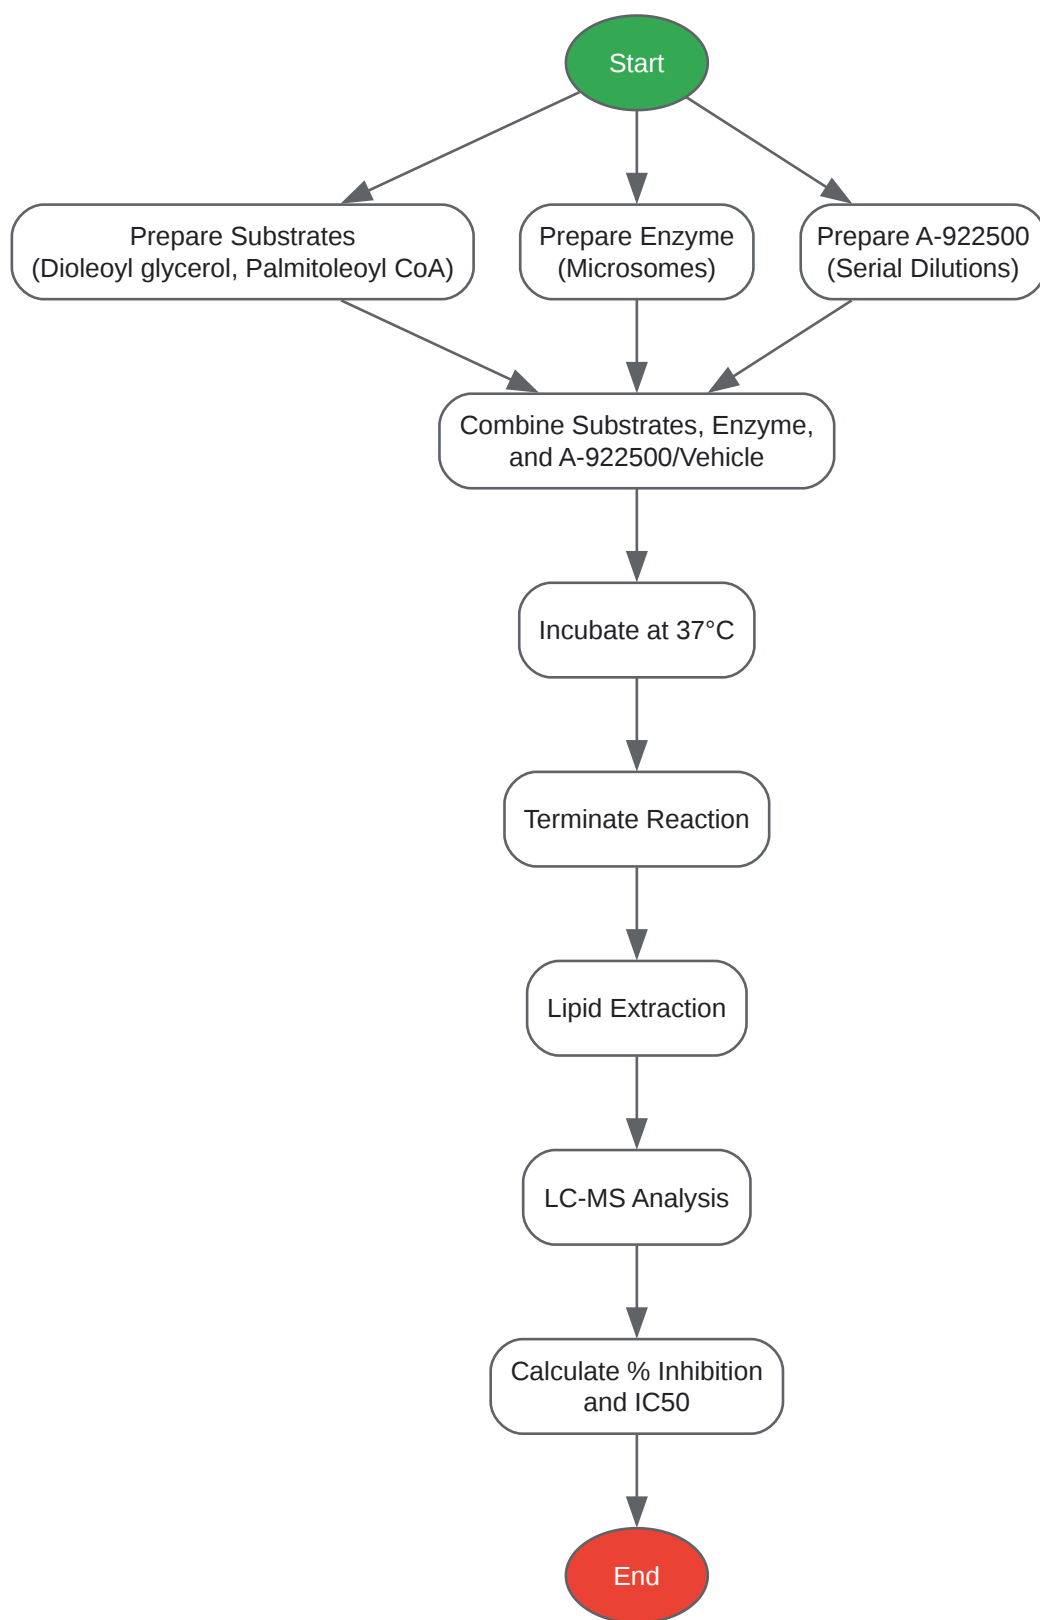 Start
Prepare Substrates
(Dioleoyl glycerol, Palmitoleoyl CoA)
Prepare Enzyme
(Microsomes)
Prepare A-922500
(Serial Dilutions)
Combine Substrates, Enzyme,
and A-922500/Vehicle
Incubate at 37°C
Terminate Reaction
Lipid Extraction
LC-MS Analysis
Calculate % Inhibition
and IC50
End